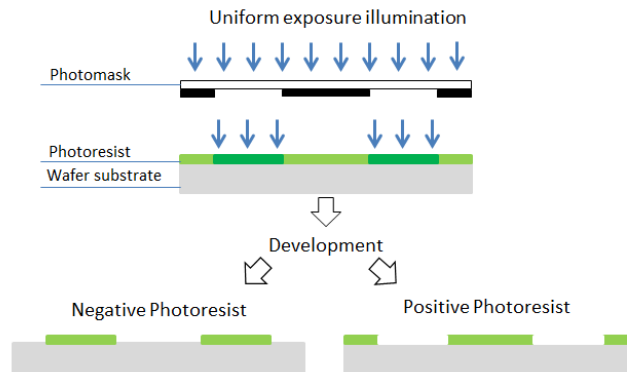 Uniform exposure illumination
Photomask
Photoresist
Wafer substrate
Development
Negative Photoresist
Positive Photoresist